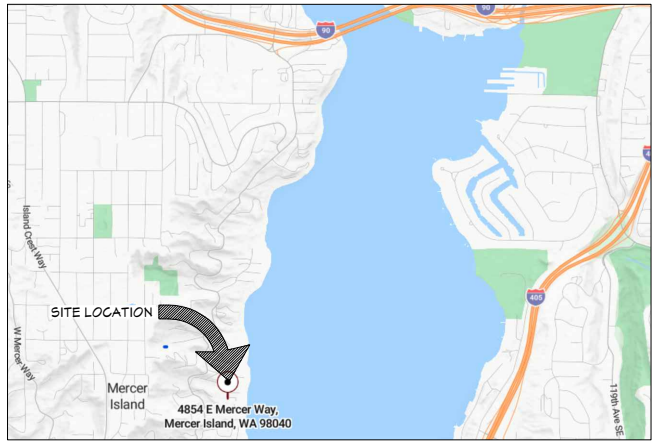 90
90
4
S
Island Crest Way
SITE LOCATION
405
W Mercer Way
Mercer
Island
4854 E Mercer Way,
Mercer Island, WA 98040
119th Ave SE